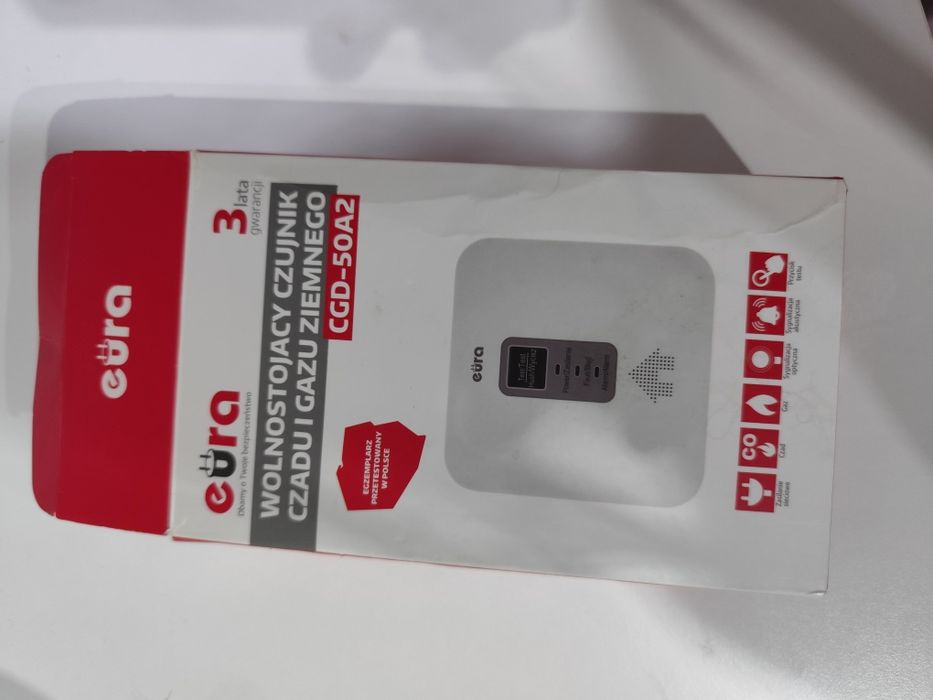 eura
eura
Dbamy o Twoje bezpieczeństwo
3 lata
gwarancji
WOLNOSTOJĄCY CZUJNIK
CZADU I GAZU ZIEMNEGO
CGD-50A2
EGZEMPLARZ
PRZETESTOWANY
W POLSCE
eura
Test/Test
Hush/Wycisz
Power/Zasilanie
Fault/Błąd
Alarm/Alarm
Zasilanie
sieciowe
CO
Czad
Gaz
Sygnalizacja
optyczna
Sygnalizacja
akustyczna
Przycisk
testu